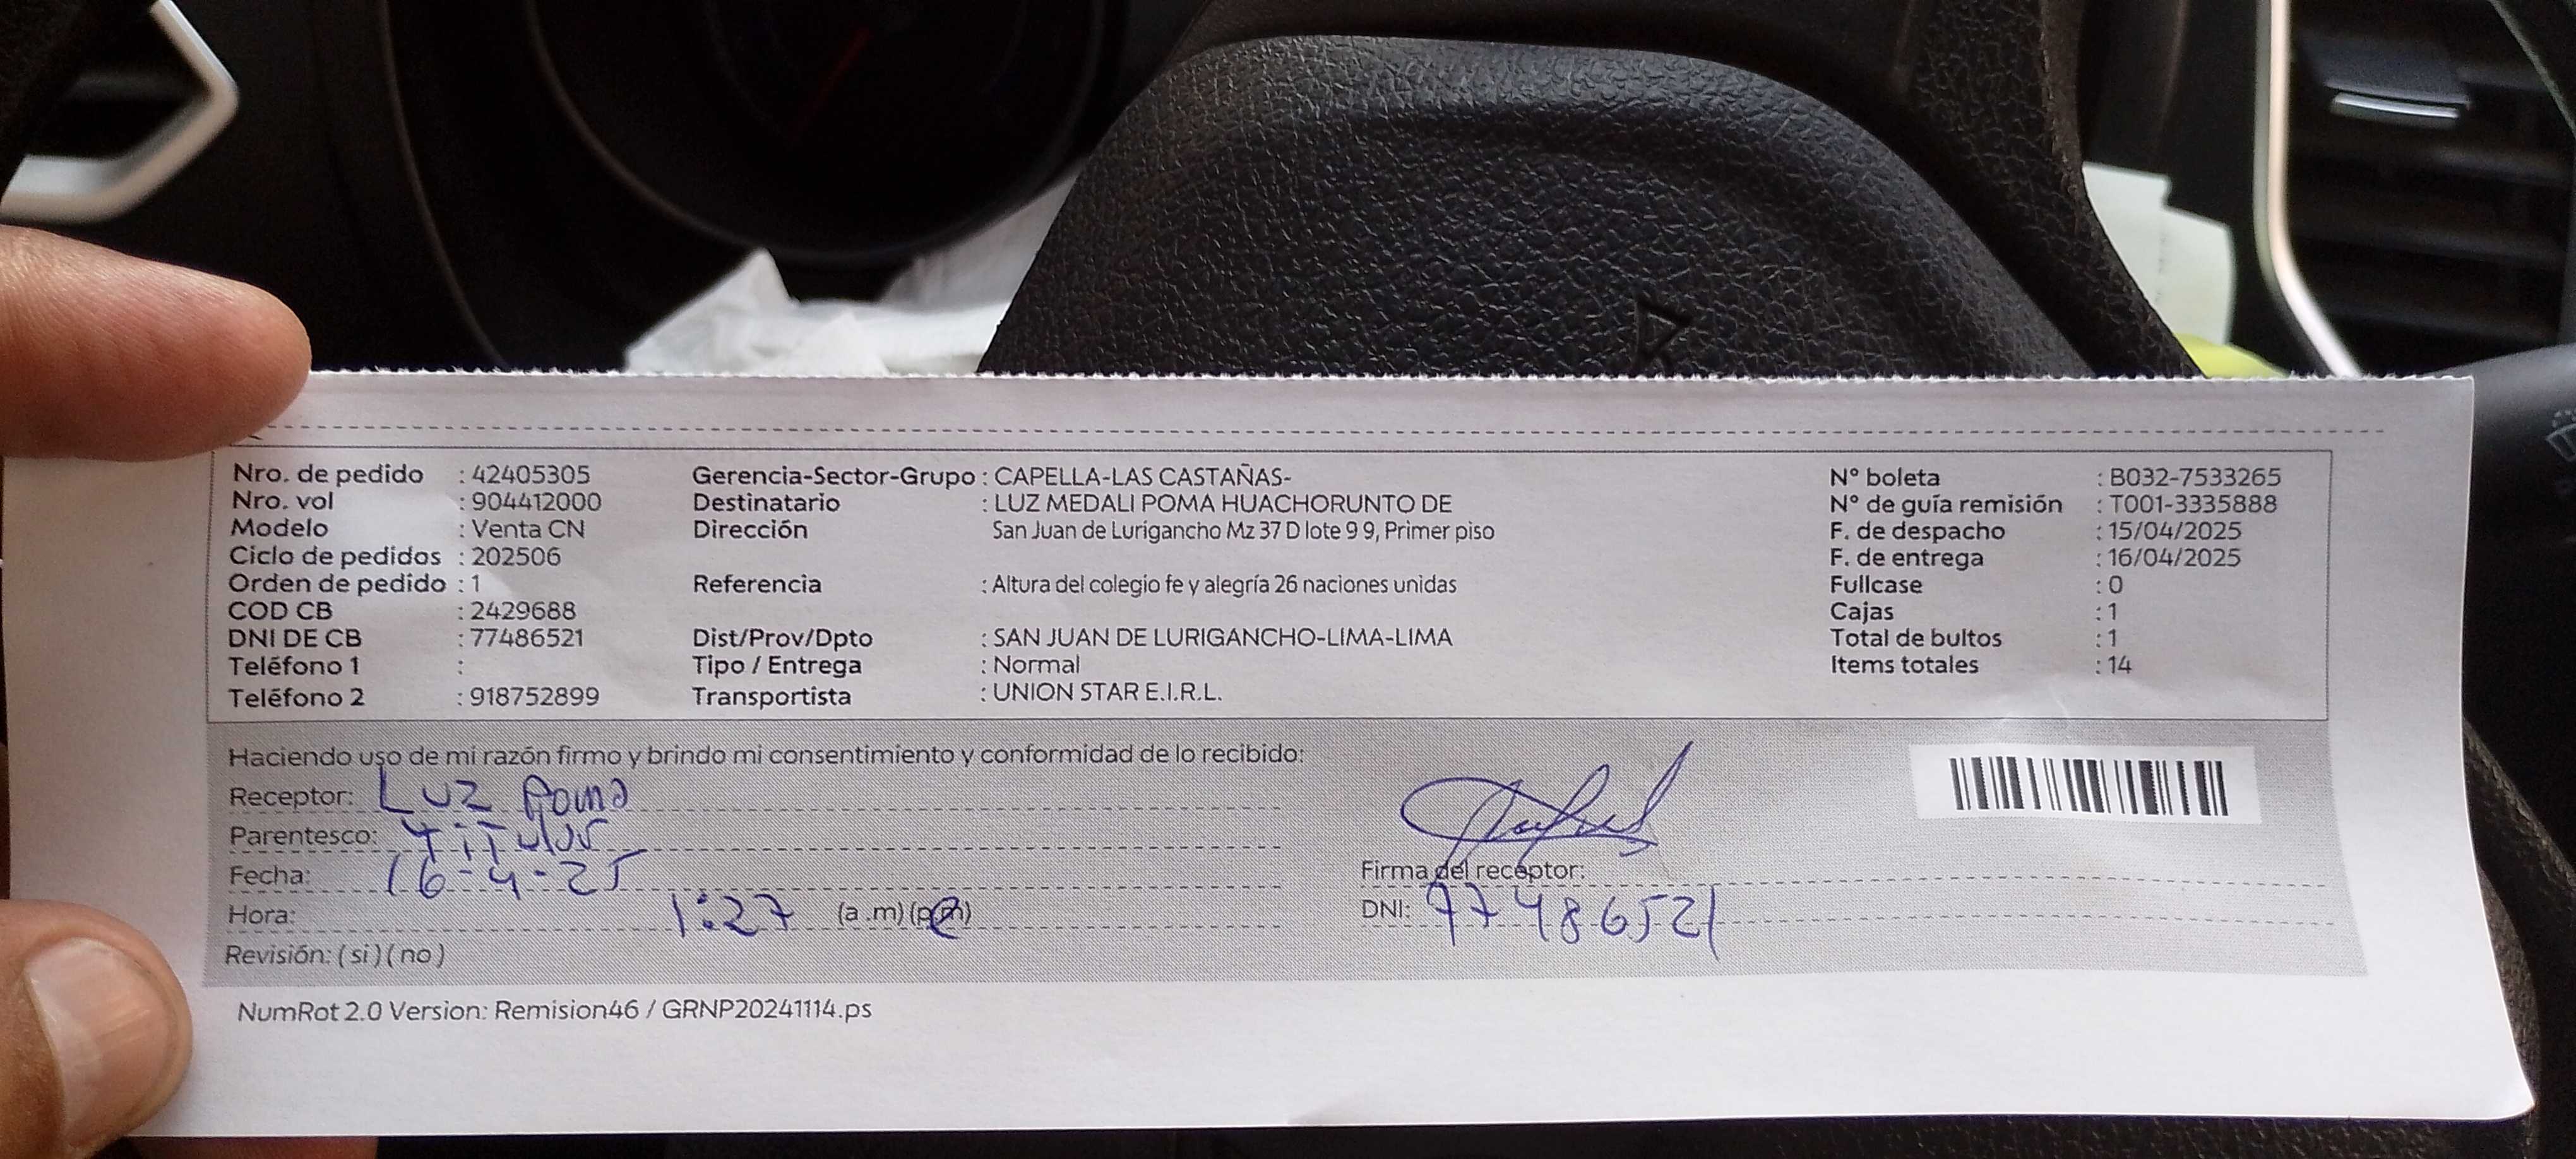 Nro. de pedido : 42405305 Gerencia-Sector-Grupo : CAPELLA-LAS CASTAÑAS- N° boleta : B032-7533265
Nro. vol : 904412000 Destinatario : LUZ MEDALI POMA HUACHORUNTO DE N° de guía remisión : T001-3335888
Modelo : Venta CN Dirección San Juan de Lurigancho Mz 37 D lote 9 9, Primer piso F. de despacho : 15/04/2025
Ciclo de pedidos : 202506 F. de entrega : 16/04/2025
Orden de pedido : 1 Referencia : Altura del colegio fe y alegría 26 naciones unidas Fullcase : 0
COD CB : 2429688 Cajas : 1
DNI DE CB : 77486521 Dist/Prov/Dpto : SAN JUAN DE LURIGANCHO-LIMA-LIMA Total de bultos : 1
Teléfono 1 : Tipo / Entrega : Normal Items totales : 14
Teléfono 2 : 918752899 Transportista : UNION STAR E.I.R.L.
Haciendo uso de mi razón firmo y brindo mi consentimiento y conformidad de lo recibido:
Receptor: Luz Poma
Parentesco: Titular
Fecha: 16-4-25 Firma del receptor:
Hora: 1:27 (a .m) (p.m) DNI: 77486521
Revisión: ( si ) ( no )
NumRot 2.0 Version: Remision46 / GRNP20241114.ps